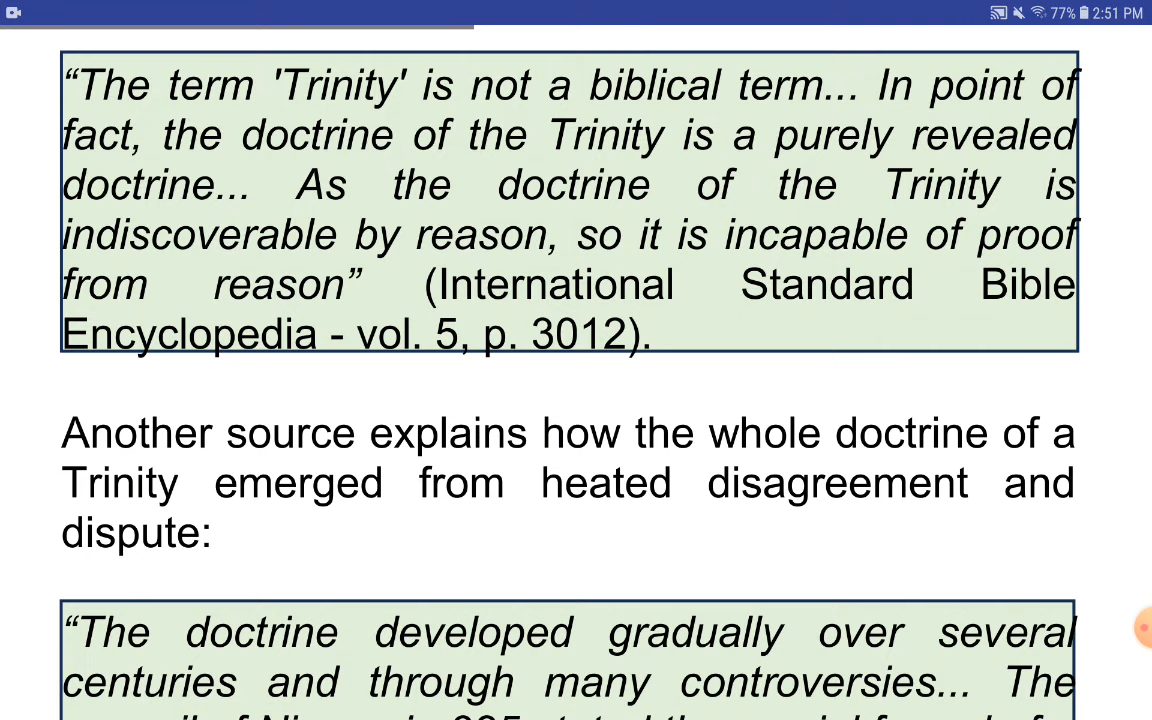 77% 2:51 PM
“The term 'Trinity' is not a biblical term... In point of
fact, the doctrine of the Trinity is a purely revealed
doctrine... As the doctrine of the Trinity is
indiscoverable by reason, so it is incapable of proof
from reason” (International Standard Bible
Encyclopedia - vol. 5, p. 3012).
Another source explains how the whole doctrine of a
Trinity emerged from heated disagreement and
dispute:
“The doctrine developed gradually over several
centuries and through many controversies... The